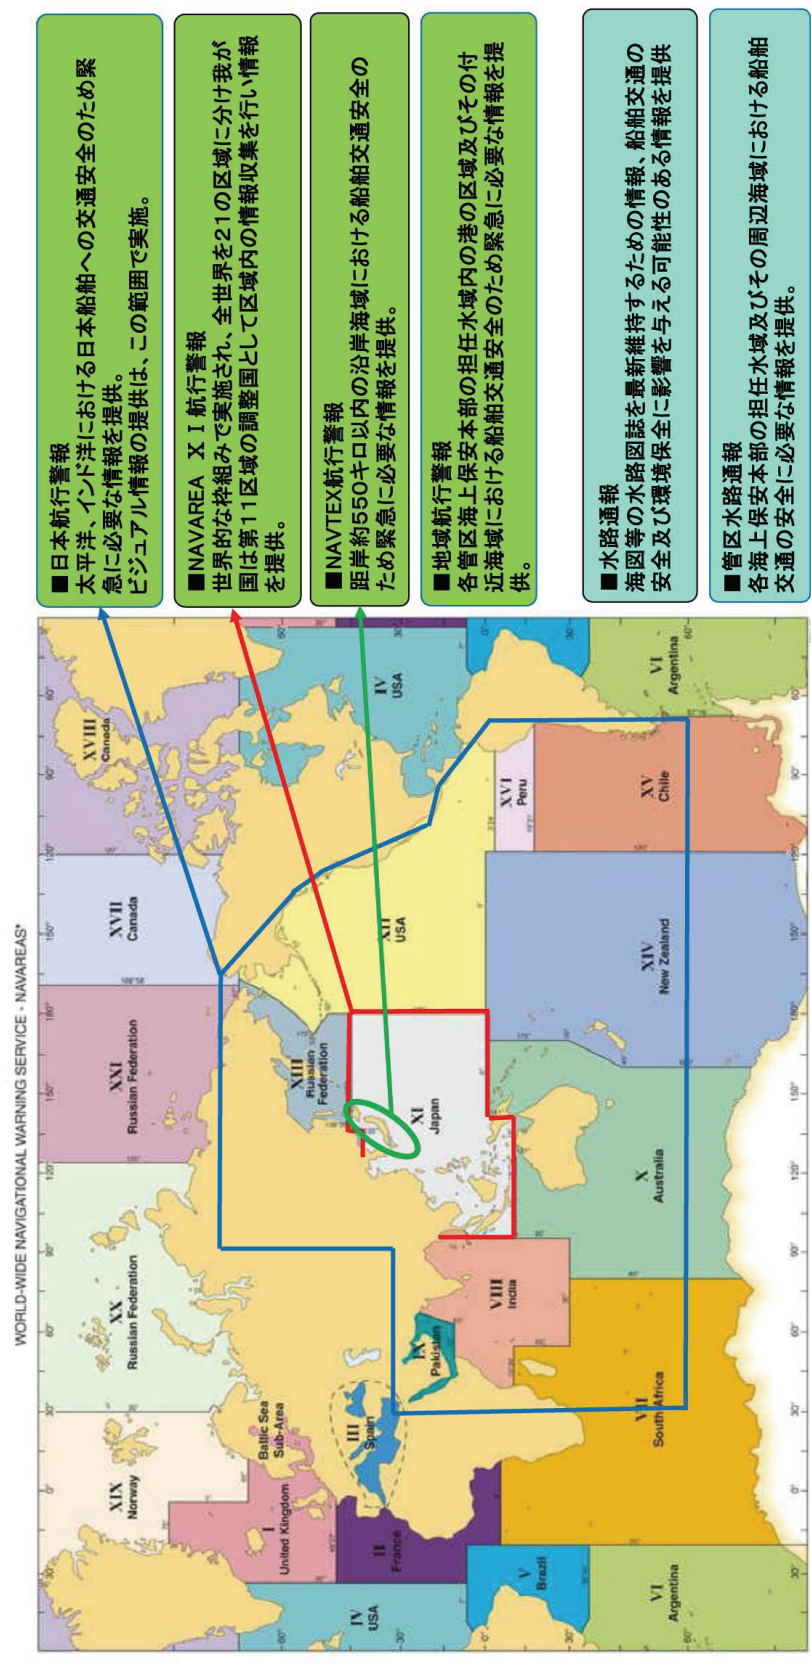 WORLD-WIDE NAVIGATIONAL WARNING SERVICE - NAVAREAS*
XIX
Norway
XX
Russian Federation
XXI
Russian Federation
XVII
Canada
XVIII
Canada
I
United Kingdom
Baltic Sea
Sub-Area
II
France
III
Spain
IV
USA
IV
USA
V
Brazil
VI
Argentina
VI
Argentina
VII
South Africa
VIII
India
IX
Pakistan
X
Australia
XI
Japan
XII
USA
XIII
Russian
Federation
XIV
New Zealand
XV
Chile
XVI
Peru
■日本航行警報
太平洋、インド洋における日本船舶への交通安全のため緊
急に必要な情報を提供。
ビジュアル情報の提供は、この範囲で実施。
■NAVAREA ⅩⅠ航行警報
世界的な枠組みで実施され、全世界を21の区域に分け我が
国は第11区域の調整国として区域内の情報収集を行い情報
を提供。
■NAVTEX航行警報
距岸約550キロ以内の沿岸海域における船舶交通安全の
ため緊急に必要な情報を提供。
■地域航行警報
各管区海上保安本部の担任水域内の港の区域及びその付
近海域における船舶交通安全のため緊急に必要な情報を提
供。
■水路通報
海図等の水路図誌を最新維持するための情報、船舶交通の
安全及び環境保全に影響を与える可能性のある情報を提供
■管区水路通報
各海上保安本部の担任水域及びその周辺海域における船舶
交通の安全に必要な情報を提供。